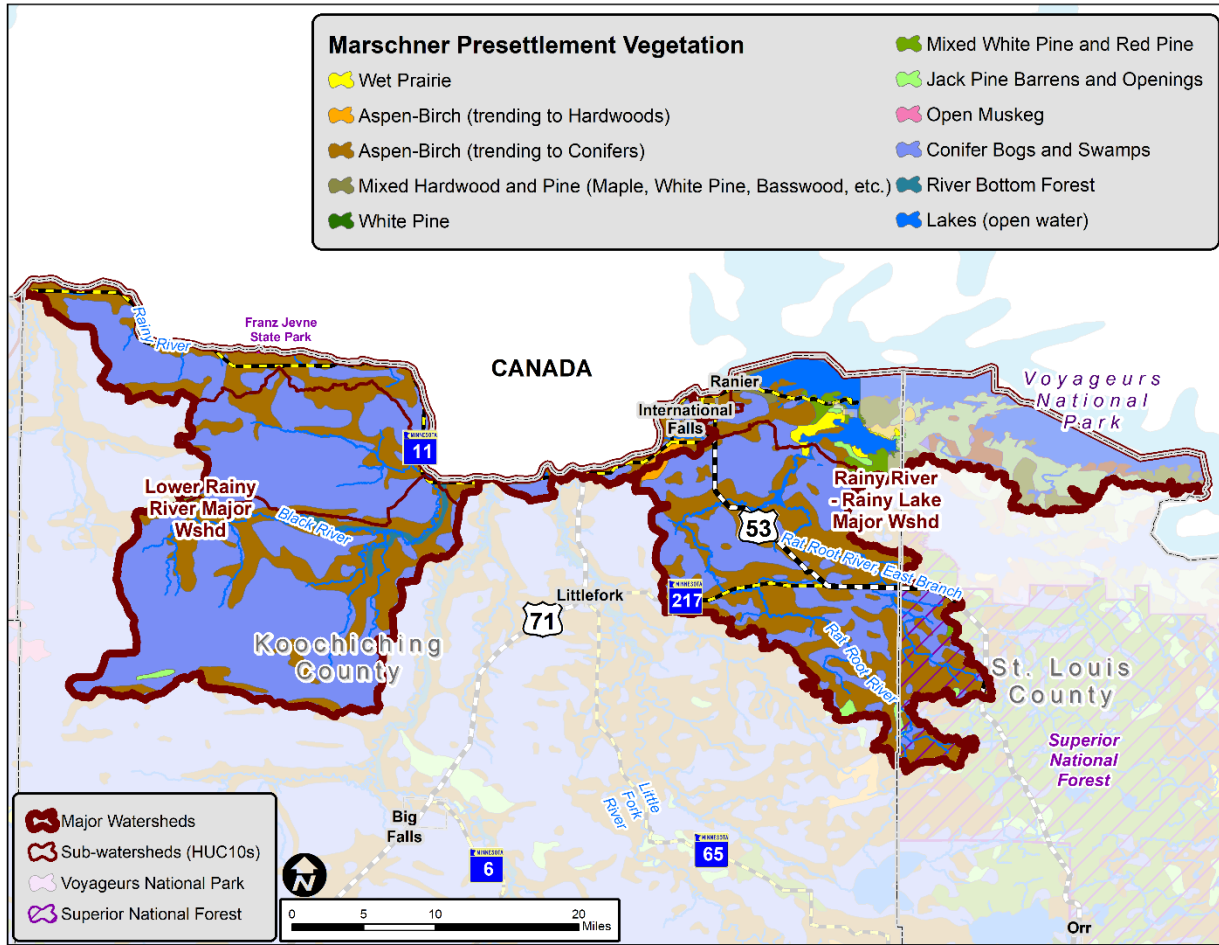 Marschner Presettlement Vegetation
Wet Prairie
Aspen-Birch (trending to Hardwoods)
Aspen-Birch (trending to Conifers)
Mixed Hardwood and Pine (Maple, White Pine, Basswood, etc.)
White Pine
Mixed White Pine and Red Pine
Jack Pine Barrens and Openings
Open Muskeg
Conifer Bogs and Swamps
River Bottom Forest
Lakes (open water)
Rainy River
Franz Jevne
State Park
CANADA
Ranier
International
Falls
Voyageurs
National
Park
MINNESOTA
11
Lower Rainy
River Major
Wshd
Black River
Rainy River
- Rainy Lake
Major Wshd
53
Rat Root River, East Branch
MINNESOTA
217
Littlefork
71
Koochiching
County
Rat Root River
St. Louis
County
Superior
National
Forest
Little
Fork
River
Big
Falls
MINNESOTA
6
MINNESOTA
65
Orr
Major Watersheds
Sub-watersheds (HUC10s)
Voyageurs National Park
Superior National Forest
N
0 5 10 20
Miles